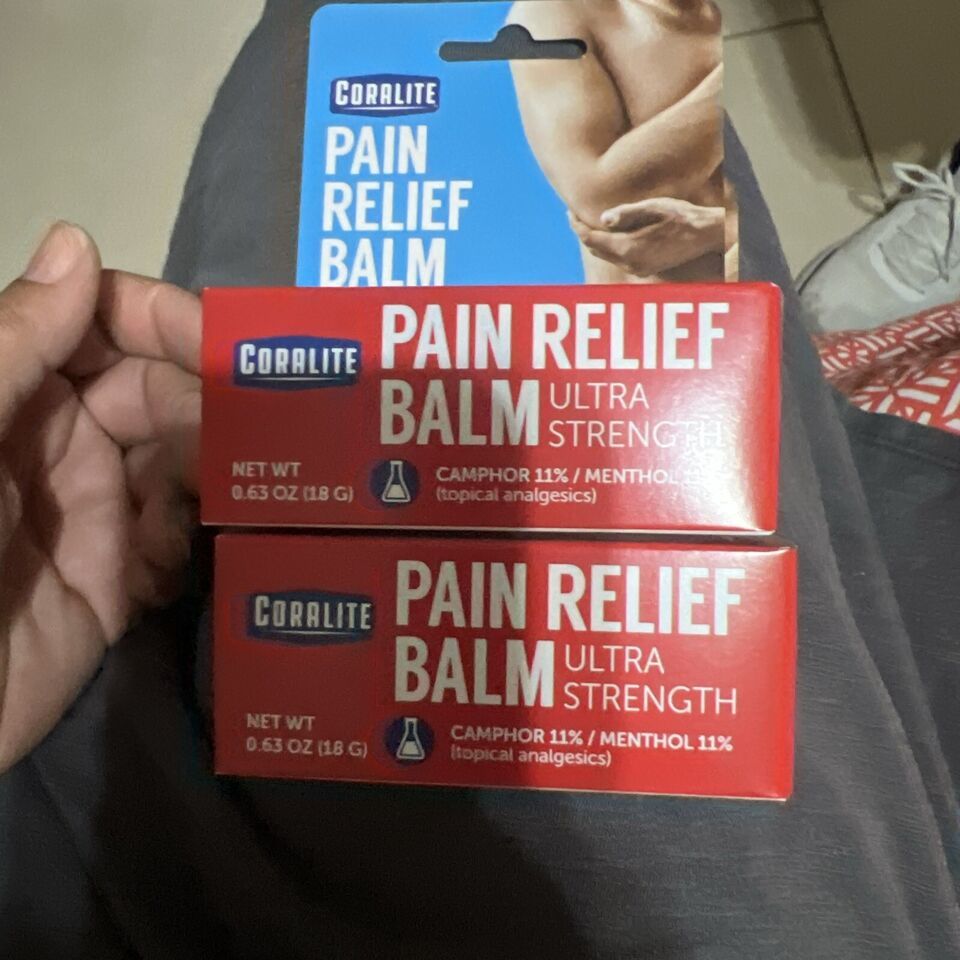 CORALITE
PAIN
RELIEF
BALM
CORALITE
PAIN RELIEF
BALM ULTRA
STRENGTH
NET WT
0.63 OZ (18 G)
CAMPHOR 11% / MENTHOL 11%
(topical analgesics)
CORALITE
PAIN RELIEF
BALM ULTRA
STRENGTH
NET WT
0.63 OZ (18 G)
CAMPHOR 11% / MENTHOL 11%
(topical analgesics)